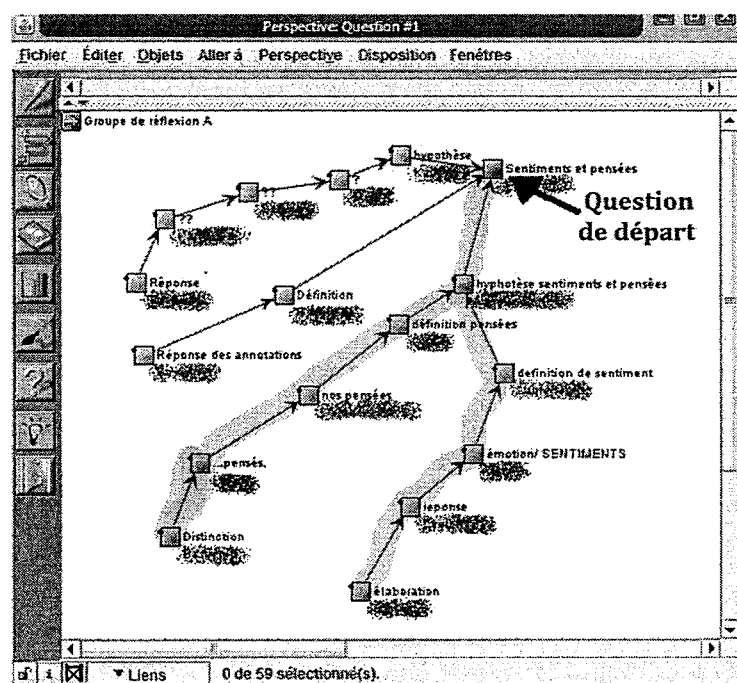 Perspective: Question #1
Fichier Éditer Objets Aller á Perspective Disposition Fenêtres
Groupe de réflexion A
hypothèse
Sentiments et pensées
?
??
??
Question
de départ
Réponse
Définition
hyphotèse sentiments et pensées
définition pensées
Réponse des annotations
definition de sentiment
nos pensées
émotion/ SENTIMENTS
...pensés.
reponse
Distinction
élaboration
Liens
0 de 59 sélectionné(s).